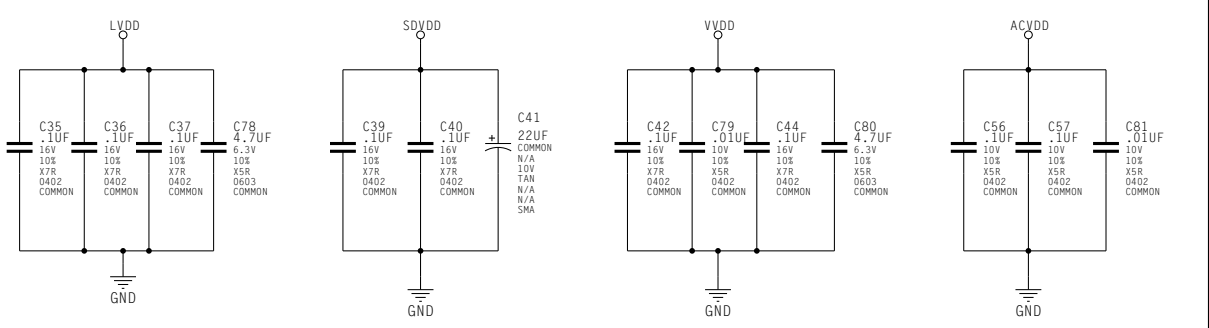 LVDD
C35
.1UF
16V
10%
X7R
0402
COMMON
C36
.1UF
16V
10%
X7R
0402
COMMON
C37
.1UF
16V
10%
X7R
0402
COMMON
C78
4.7UF
6.3V
10%
X5R
0603
COMMON
GND
SDVDD
C39
.1UF
16V
10%
X7R
0402
COMMON
C40
.1UF
16V
10%
X7R
0402
COMMON
+
C41
22UF
COMMON
N/A
10V
TAN
N/A
N/A
SMA
GND
VVDD
C42
.1UF
16V
10%
X7R
0402
COMMON
C79
.01UF
10V
10%
X5R
0402
COMMON
C44
.1UF
16V
10%
X7R
0402
COMMON
C80
4.7UF
6.3V
10%
X5R
0603
COMMON
GND
ACVDD
C56
.1UF
10V
10%
X5R
0402
COMMON
C57
.1UF
10V
10%
X5R
0402
COMMON
C81
.01UF
10V
10%
X5R
0402
COMMON
GND